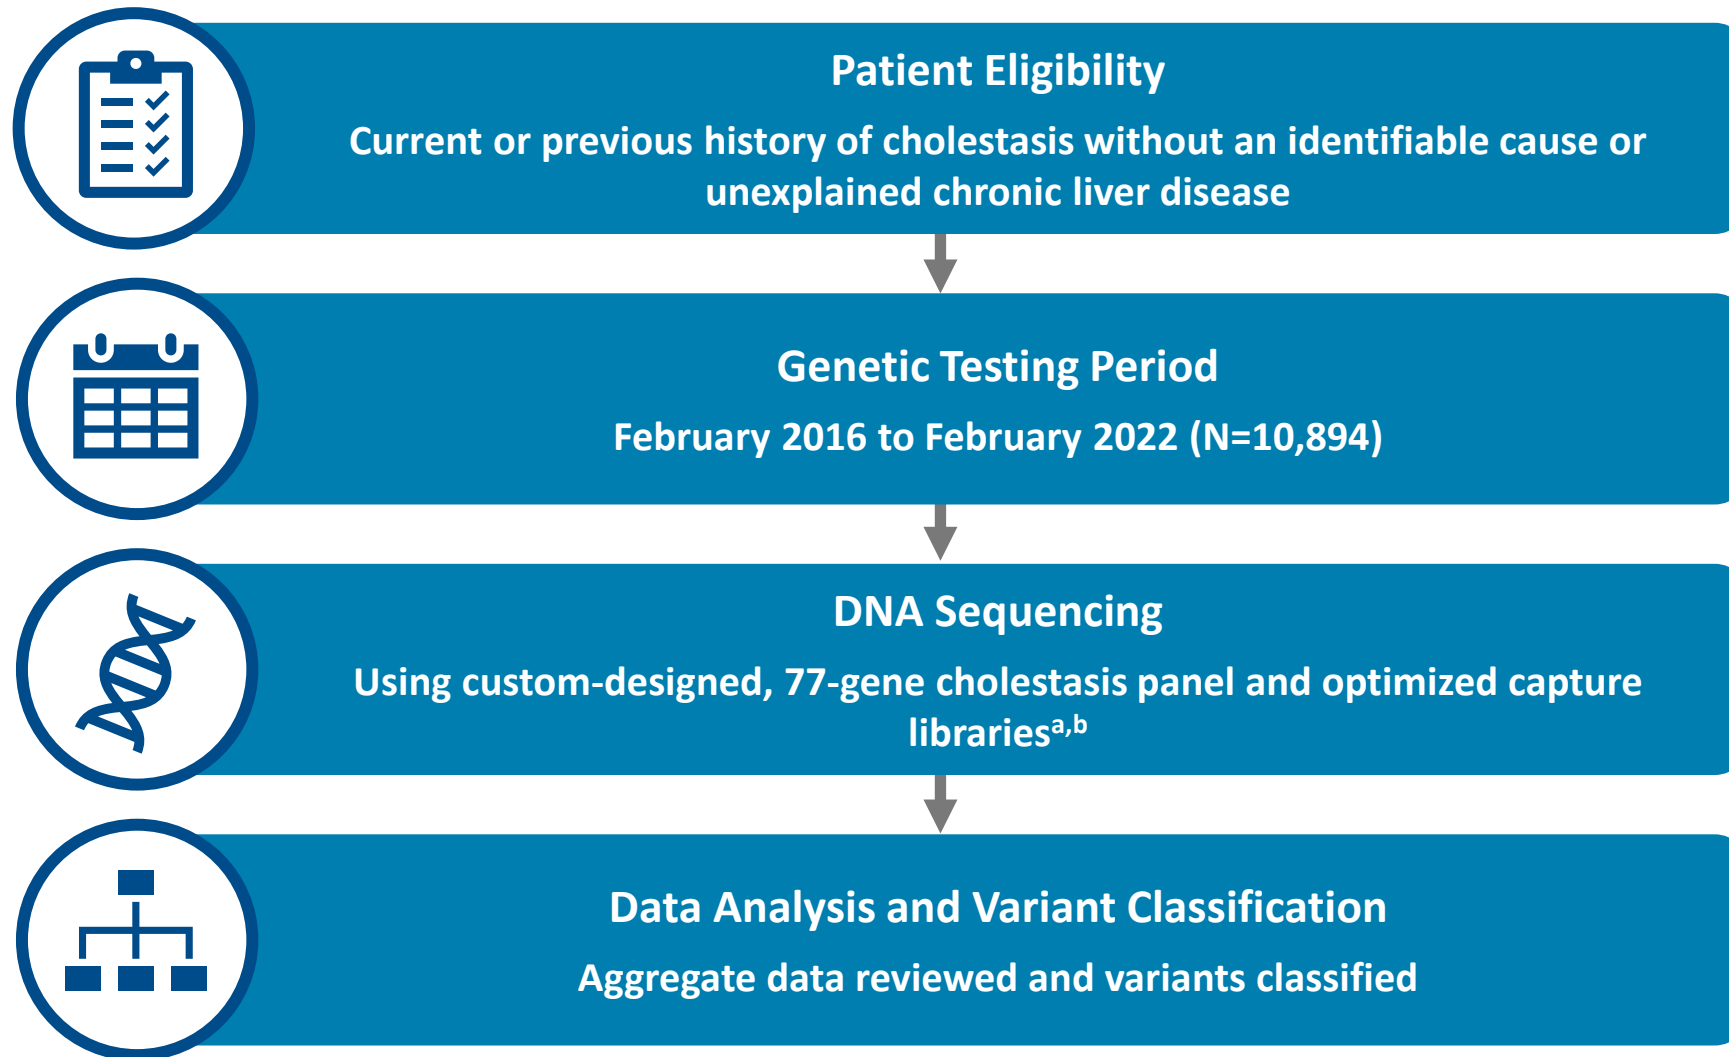 Patient Eligibility
Current or previous history of cholestasis without an identifiable cause or
unexplained chronic liver disease
Genetic Testing Period
February 2016 to February 2022 (N=10,894)
DNA Sequencing
Using custom-designed, 77-gene cholestasis panel and optimized capture
libraries^a,b
Data Analysis and Variant Classification
Aggregate data reviewed and variants classified